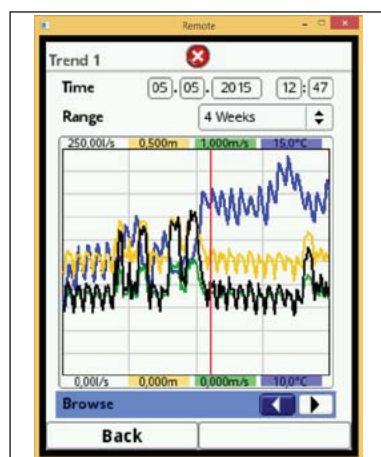 Remote
Trend 1
Time 05 . 05 . 2015 12 : 47
Range 4 Weeks
250,00l/s 0,500m 1,000m/s 15,0°C
0,00l/s 0,000m 0,000m/s 10,0°C
Browse
Back